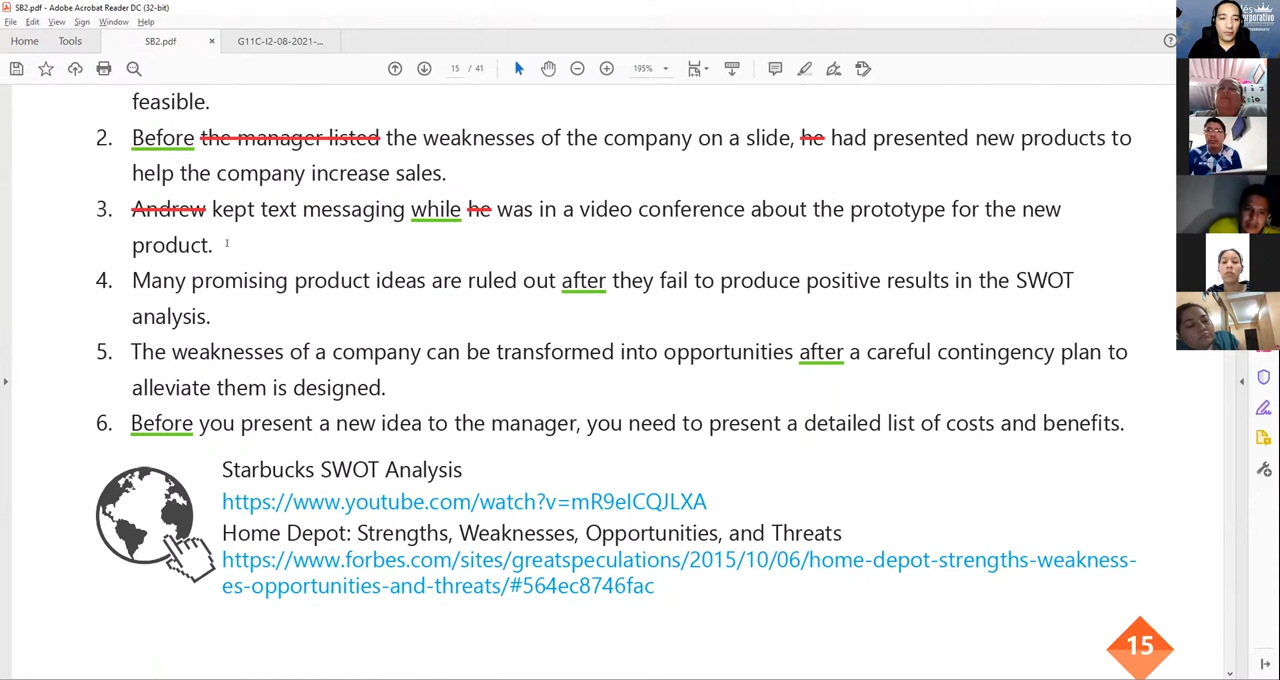 SB2.pdf - Adobe Acrobat Reader DC (32-bit)
File Edit View Sign Window Help
Home Tools SB2.pdf × G11C-I2-08-2021-...
15 / 41 195%
feasible.
2. Before the manager listed the weaknesses of the company on a slide, he had presented new products to
help the company increase sales.
3. Andrew kept text messaging while he was in a video conference about the prototype for the new
product.
4. Many promising product ideas are ruled out after they fail to produce positive results in the SWOT
analysis.
5. The weaknesses of a company can be transformed into opportunities after a careful contingency plan to
alleviate them is designed.
6. Before you present a new idea to the manager, you need to present a detailed list of costs and benefits.
Starbucks SWOT Analysis
https://www.youtube.com/watch?v=mR9eICQJLXA
Home Depot: Strengths, Weaknesses, Opportunities, and Threats
https://www.forbes.com/sites/greatspeculations/2015/10/06/home-depot-strengths-weakness-
es-opportunities-and-threats/#564ec8746fac
15